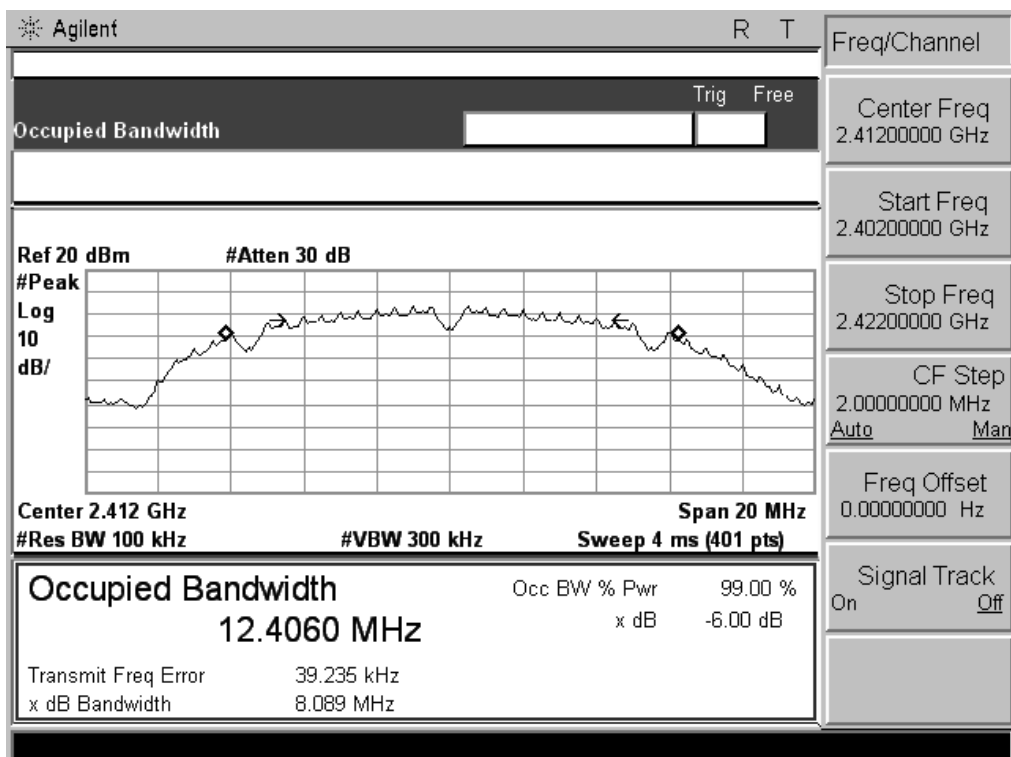 Agilent R T
Trig Free
Occupied Bandwidth
Ref 20 dBm #Atten 30 dB
#Peak
Log
10
dB/
Center 2.412 GHz Span 20 MHz
#Res BW 100 kHz #VBW 300 kHz Sweep 4 ms (401 pts)
Occupied Bandwidth
12.4060 MHz
Occ BW % Pwr 99.00 %
x dB -6.00 dB
Transmit Freq Error 39.235 kHz
x dB Bandwidth 8.089 MHz
Freq/Channel
Center Freq
2.41200000 GHz
Start Freq
2.40200000 GHz
Stop Freq
2.42200000 GHz
CF Step
2.00000000 MHz
Auto Man
Freq Offset
0.00000000 Hz
Signal Track
On Off